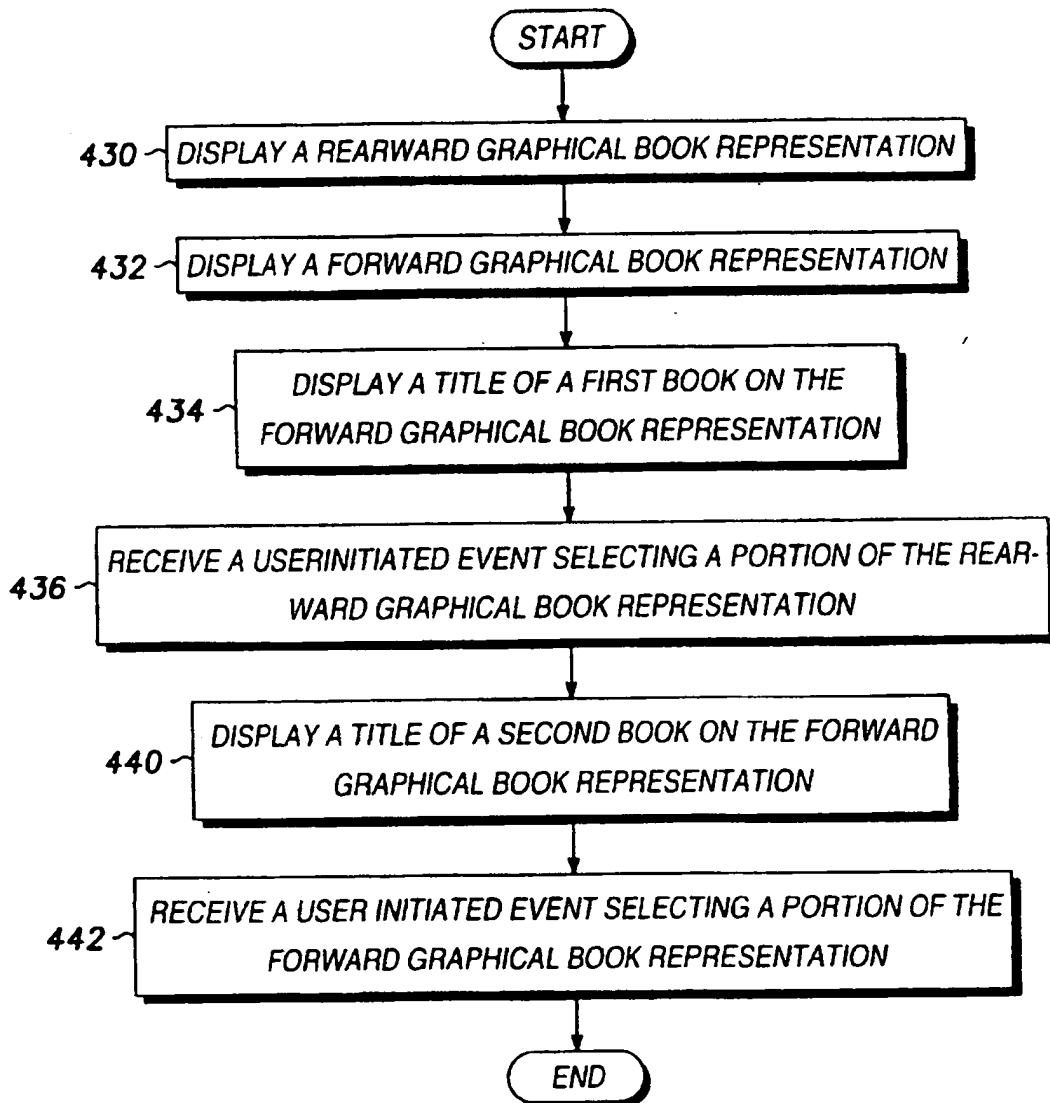 START
430
DISPLAY A REARWARD GRAPHICAL BOOK REPRESENTATION
432
DISPLAY A FORWARD GRAPHICAL BOOK REPRESENTATION
434
DISPLAY A TITLE OF A FIRST BOOK ON THE
FORWARD GRAPHICAL BOOK REPRESENTATION
436
RECEIVE A USERINITIATED EVENT SELECTING A PORTION OF THE REAR-
WARD GRAPHICAL BOOK REPRESENTATION
440
DISPLAY A TITLE OF A SECOND BOOK ON THE FORWARD
GRAPHICAL BOOK REPRESENTATION
442
RECEIVE A USER INITIATED EVENT SELECTING A PORTION OF THE
FORWARD GRAPHICAL BOOK REPRESENTATION
END